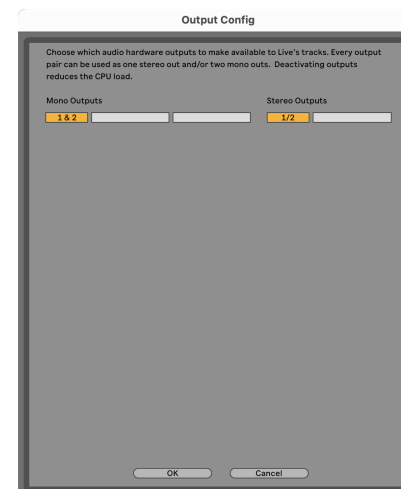 Output Config
Choose which audio hardware outputs to make available to Live's tracks. Every output
pair can be used as one stereo out and/or two mono outs. Deactivating outputs
reduces the CPU load.
Mono Outputs Stereo Outputs
1 & 2 1/2
OK Cancel